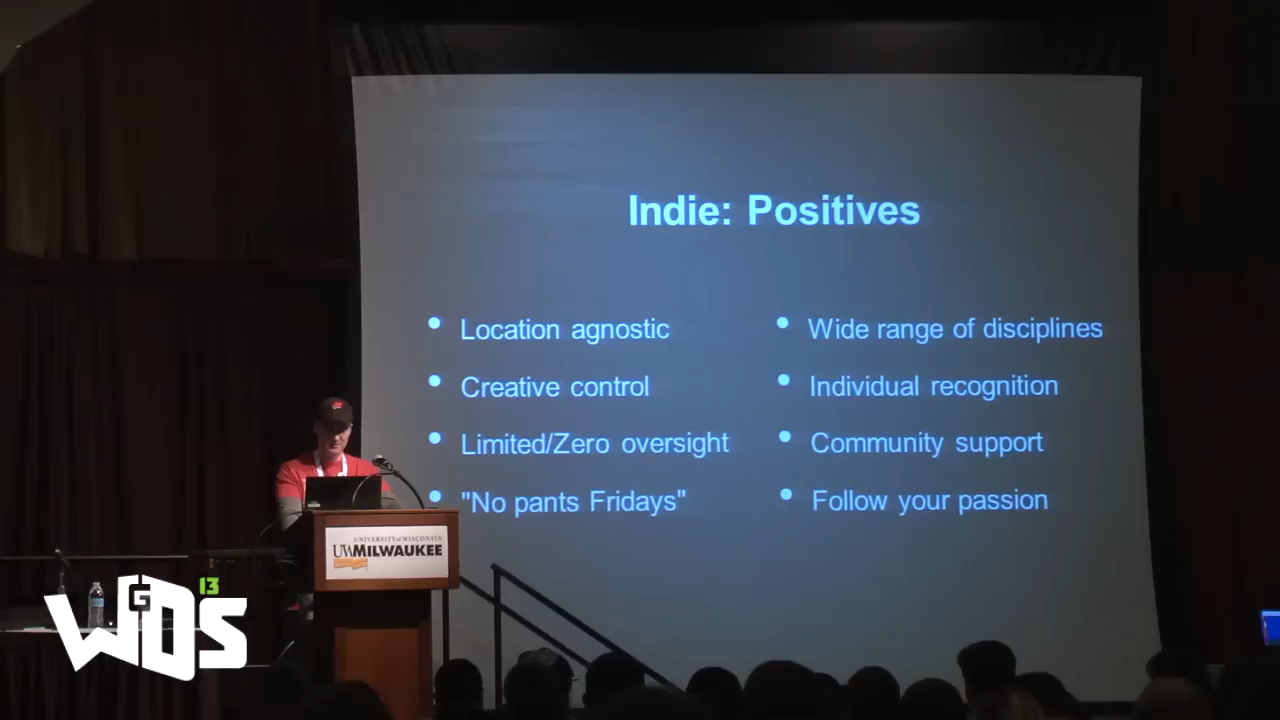 Indie: Positives
• Location agnostic
• Creative control
• Limited/Zero oversight
• "No pants Fridays"
• Wide range of disciplines
• Individual recognition
• Community support
• Follow your passion
UNIVERSITY of WISCONSIN
UWMILWAUKEE
WGDS
13